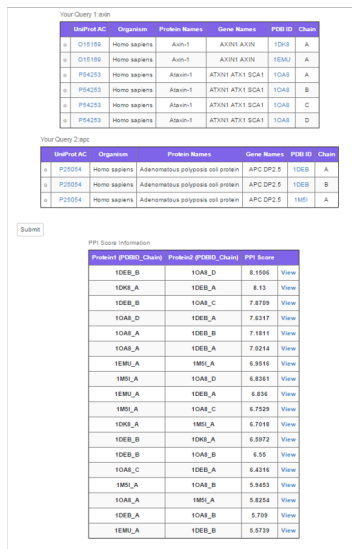 Your Query 1:axin
UniProt AC Organism Protein Names Gene Names PDB ID Chain
O15169 Homo sapiens Axin-1 AXIN1 AXIN 1DK8 A
O15169 Homo sapiens Axin-1 AXIN1 AXIN 1EMU A
P54253 Homo sapiens Ataxin-1 ATXN1 ATX1 SCA1 1OA8 A
P54253 Homo sapiens Ataxin-1 ATXN1 ATX1 SCA1 1OA8 B
P54253 Homo sapiens Ataxin-1 ATXN1 ATX1 SCA1 1OA8 C
P54253 Homo sapiens Ataxin-1 ATXN1 ATX1 SCA1 1OA8 D
Your Query 2:apc
UniProt AC Organism Protein Names Gene Names PDB ID Chain
P25054 Homo sapiens Adenomatous polyposis coli protein APC DP2.5 1DEB A
P25054 Homo sapiens Adenomatous polyposis coli protein APC DP2.5 1DEB B
P25054 Homo sapiens Adenomatous polyposis coli protein APC DP2.5 1M5I A
Submit
PPI Score Information
Protein1 (PDBID_Chain) Protein2 (PDBID_Chain) PPI Score
1DEB_B 1OA8_D 8.1506 View
1DK8_A 1DEB_A 8.13 View
1DEB_B 1OA8_C 7.8709 View
1OA8_D 1DEB_A 7.6317 View
1OA8_A 1DEB_B 7.1811 View
1OA8_A 1DEB_A 7.0214 View
1EMU_A 1M5I_A 6.9516 View
1M5I_A 1OA8_D 6.8361 View
1EMU_A 1DEB_A 6.836 View
1M5I_A 1OA8_C 6.7529 View
1DK8_A 1M5I_A 6.7018 View
1DEB_B 1DK8_A 6.5972 View
1DEB_B 1OA8_B 6.55 View
1OA8_C 1DEB_A 6.4316 View
1M5I_A 1OA8_B 5.9453 View
1OA8_A 1M5I_A 5.8254 View
1DEB_A 1OA8_B 5.709 View
1EMU_A 1DEB_B 5.5739 View